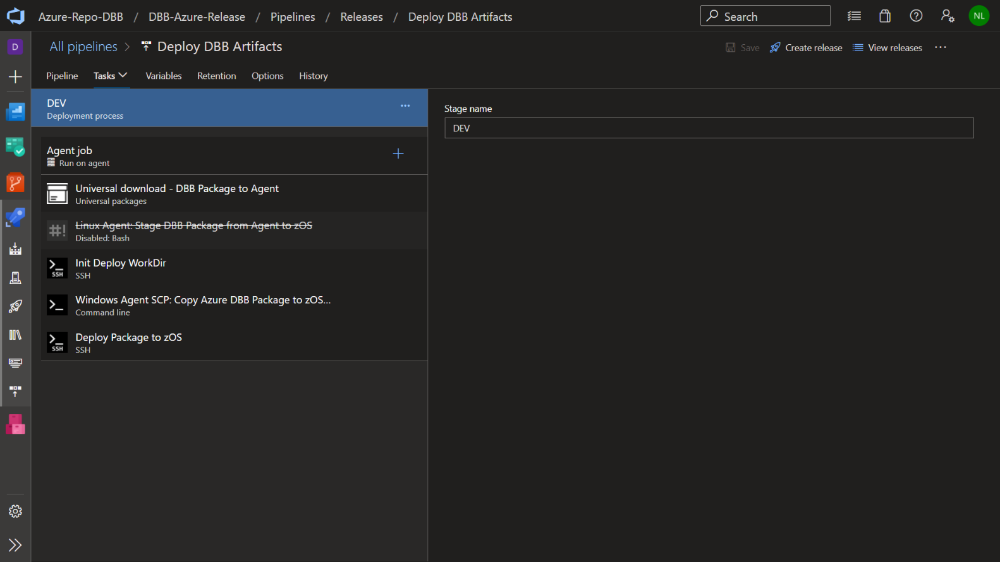 Azure-Repo-DBB / DBB-Azure-Release / Pipelines / Releases / Deploy DBB Artifacts
Search
NL
D
All pipelines > Deploy DBB Artifacts
Save
Create release
View releases
Pipeline
Tasks
Variables
Retention
Options
History
DEV
Deployment process
Agent job
Run on agent
Universal download - DBB Package to Agent
Universal packages
#!
Linux Agent: Stage DBB Package from Agent to zOS
Disabled: Bash
SSH
Init Deploy WorkDir
SSH
Windows Agent SCP: Copy Azure DBB Package to zOS...
Command line
SSH
Deploy Package to zOS
SSH
Stage name
DEV